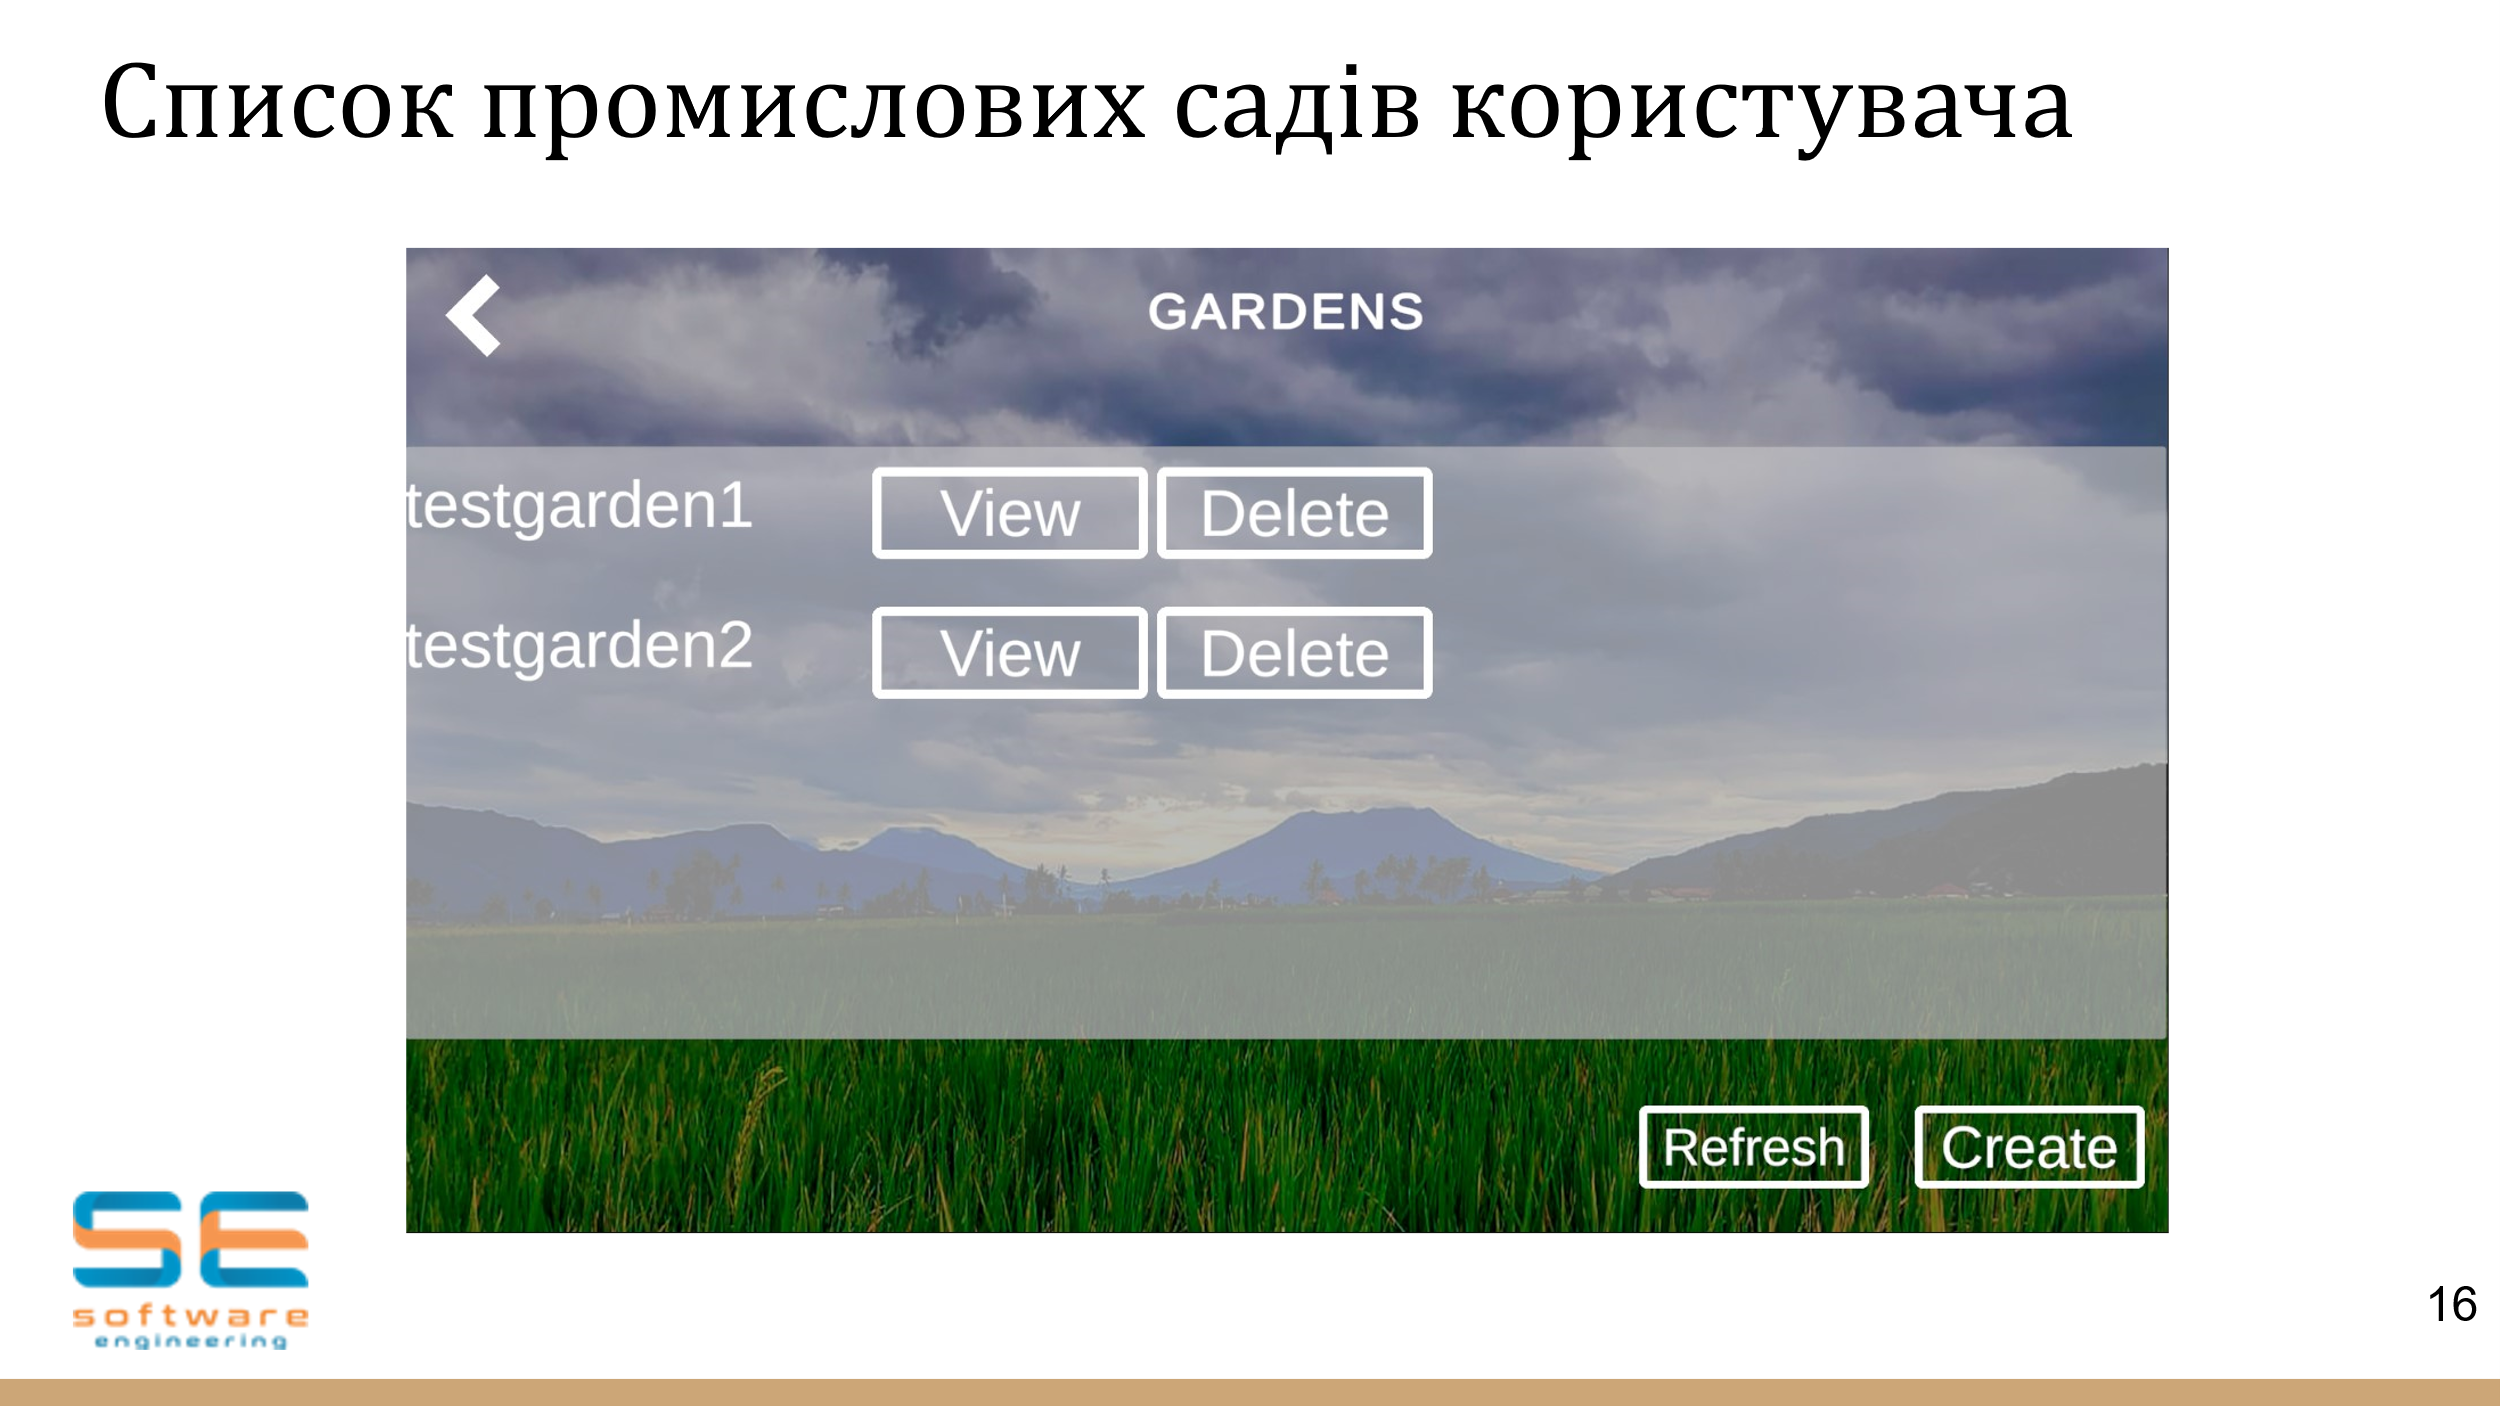 Список промислових садів користувача
GARDENS
testgarden1 View Delete
testgarden2 View Delete
Refresh Create
SE
software
engineering
16